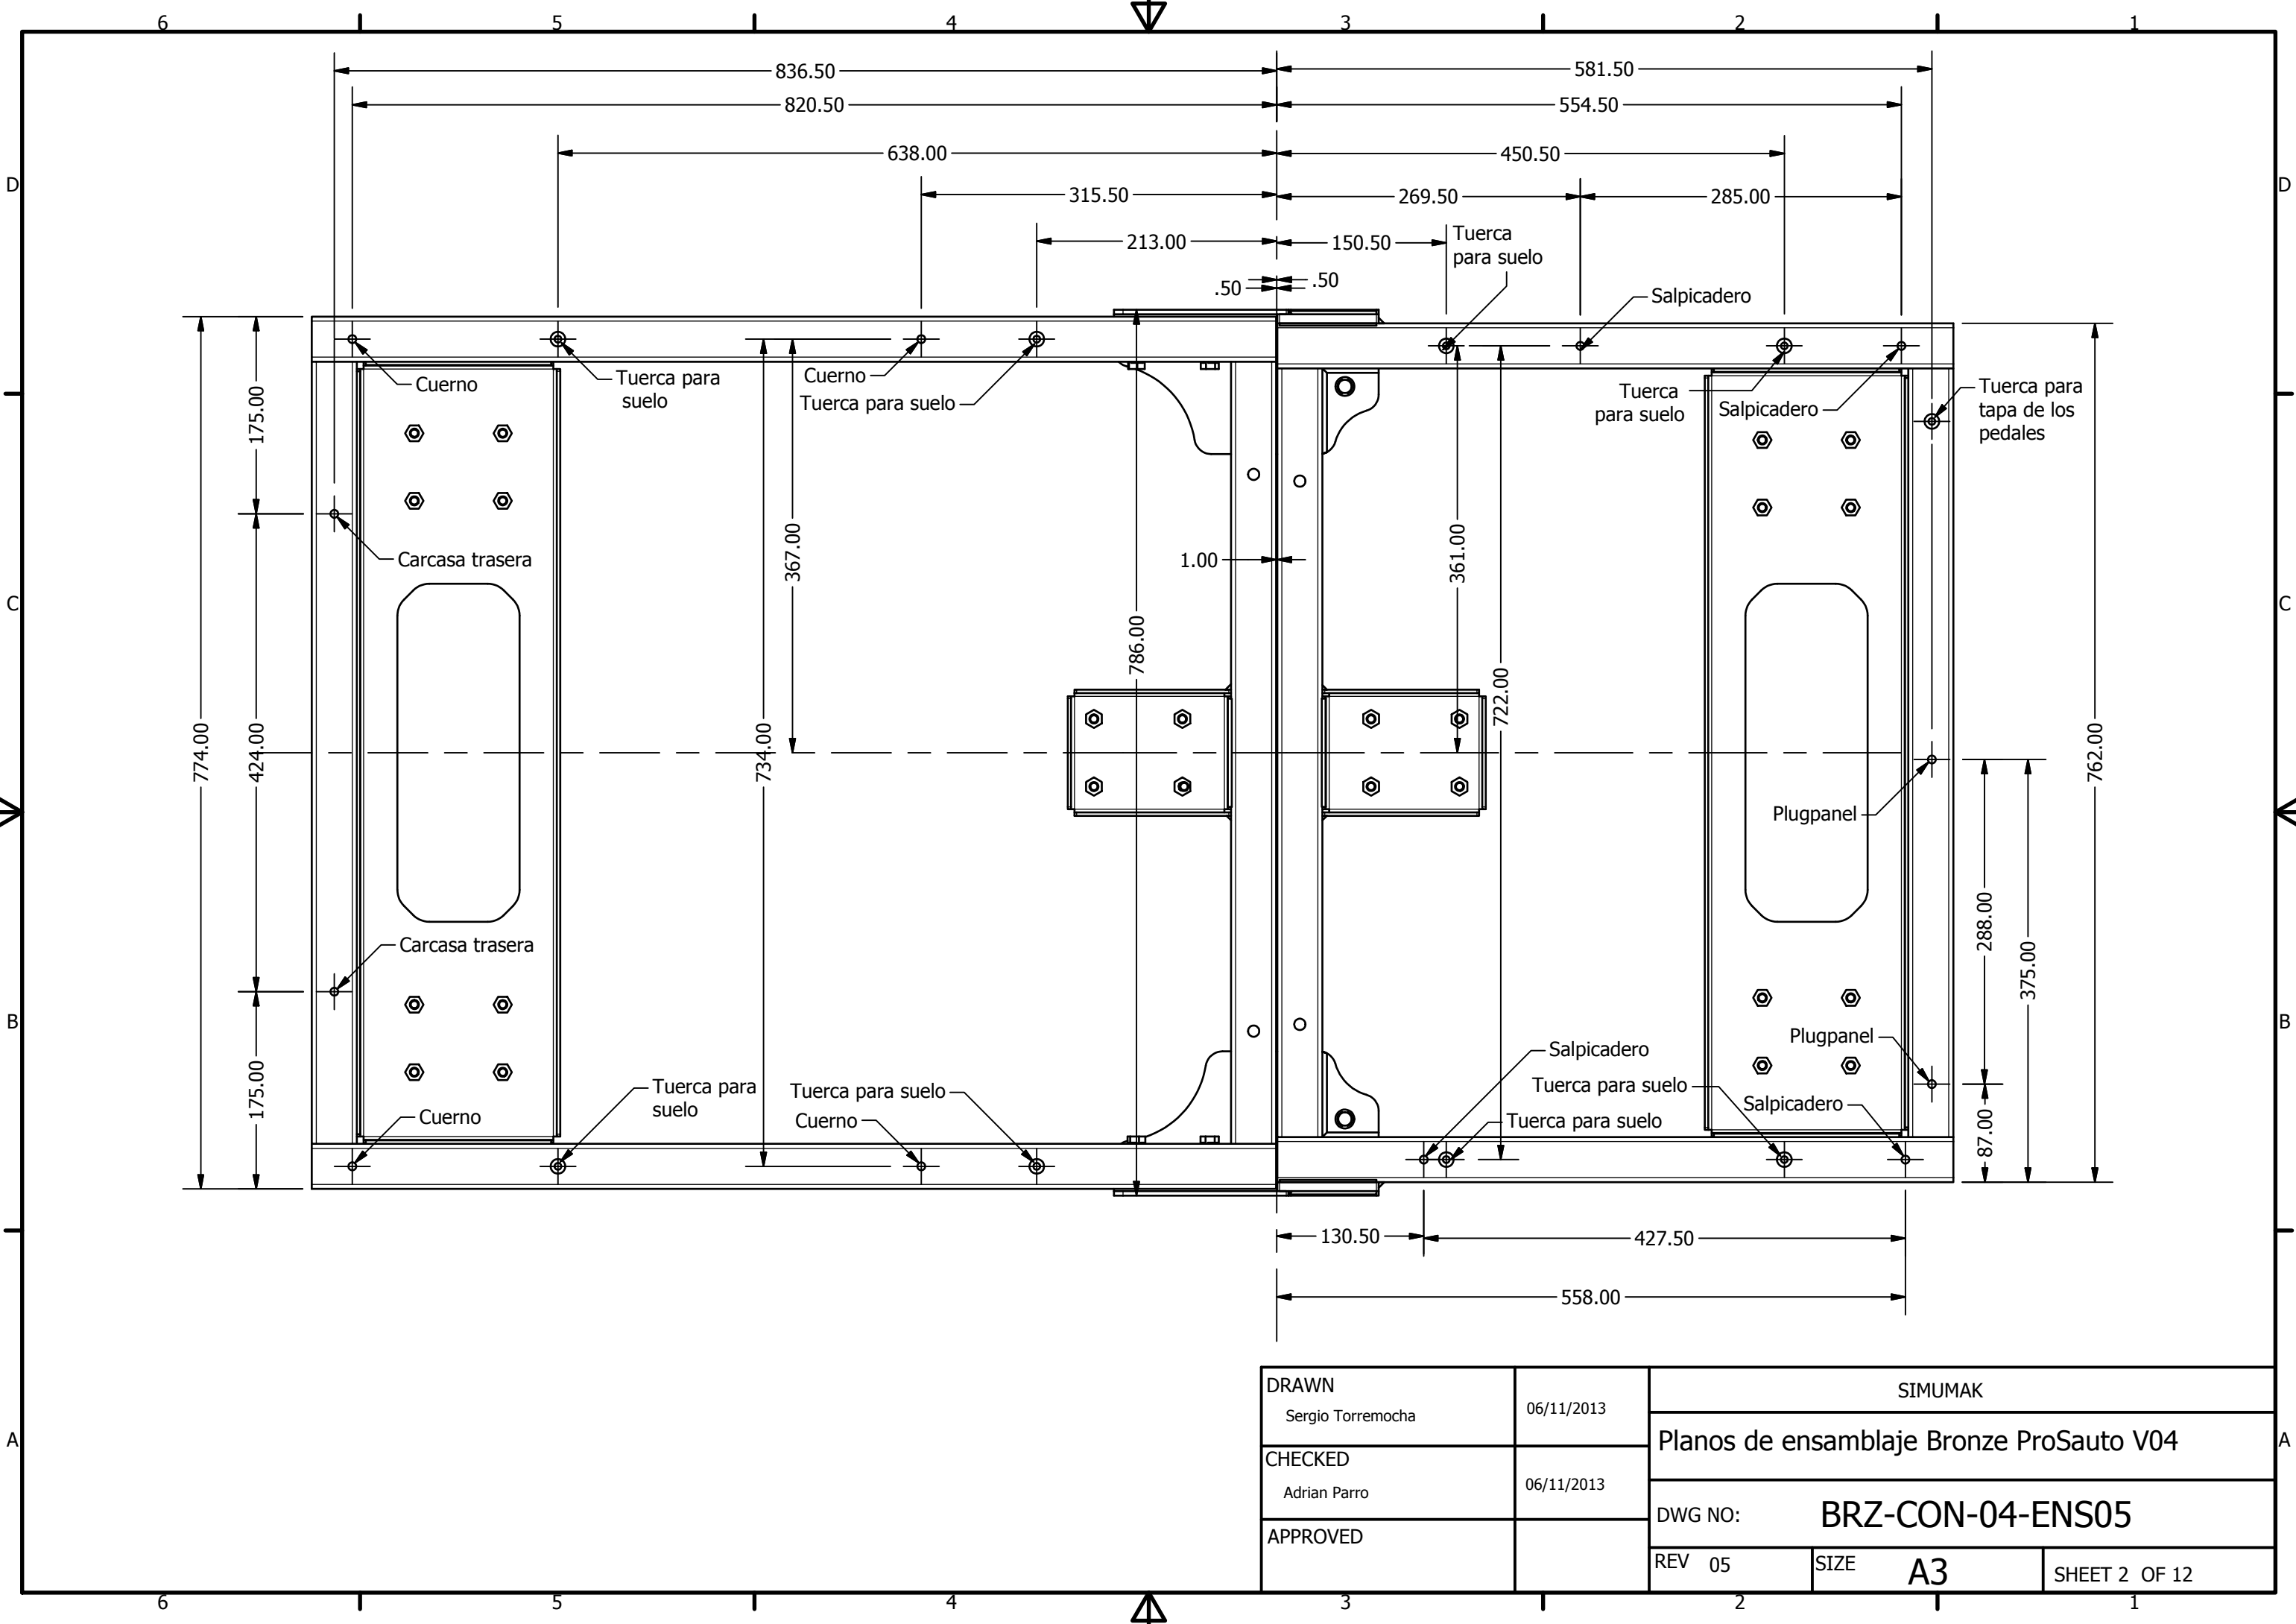 6 5 4 3 2 1
836.50 581.50
820.50 554.50
638.00 450.50
D D
315.50 269.50 285.00
213.00 150.50
Tuerca
para suelo
.50 .50
Salpicadero
Cuerno
Tuerca para
suelo
Cuerno
Tuerca para suelo
Tuerca
para suelo
Salpicadero
Tuerca para
tapa de los
pedales
175.00
Carcasa trasera
367.00
1.00
361.00
C C
786.00
722.00
774.00
424.00
734.00
762.00
Plugpanel
288.00
375.00
Carcasa trasera
B B
Plugpanel
Salpicadero
Tuerca para suelo
Salpicadero
Tuerca para suelo
175.00
Cuerno
Tuerca para
suelo
Tuerca para suelo
Cuerno
87.00
130.50 427.50
558.00
DRAWN
Sergio Torremocha
06/11/2013
SIMUMAK
Planos de ensamblaje Bronze ProSauto V04
A A
CHECKED
Adrian Parro
06/11/2013
DWG NO: BRZ-CON-04-ENS05
APPROVED
REV 05 SIZE A3 SHEET 2 OF 12
6 5 4 3 2 1